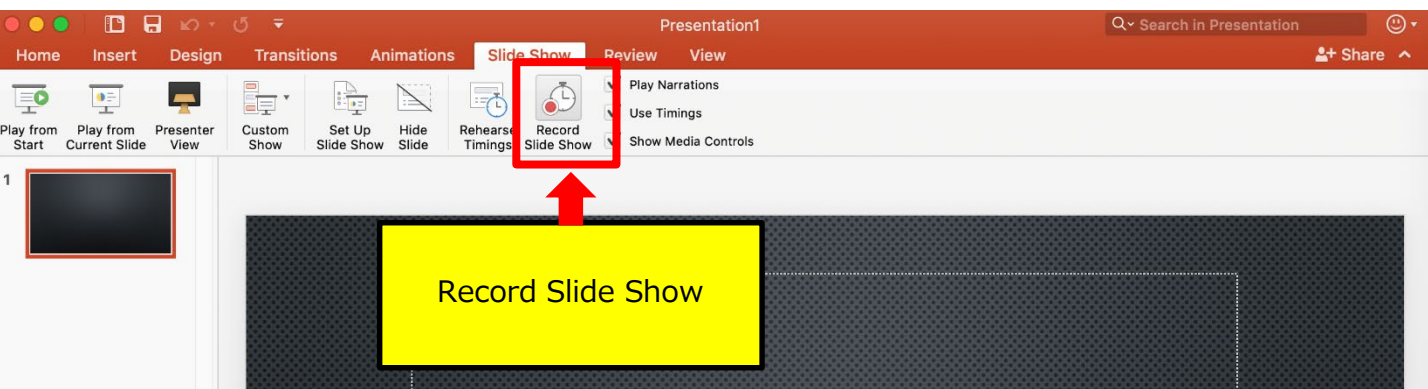 Presentation1
Search in Presentation
Home Insert Design Transitions Animations Slide Show Review View
Share
Play from Start
Play from Current Slide
Presenter View
Custom Show
Set Up Slide Show
Hide Slide
Rehearse Timings
Record Slide Show
Play Narrations
Use Timings
Show Media Controls
1
Record Slide Show